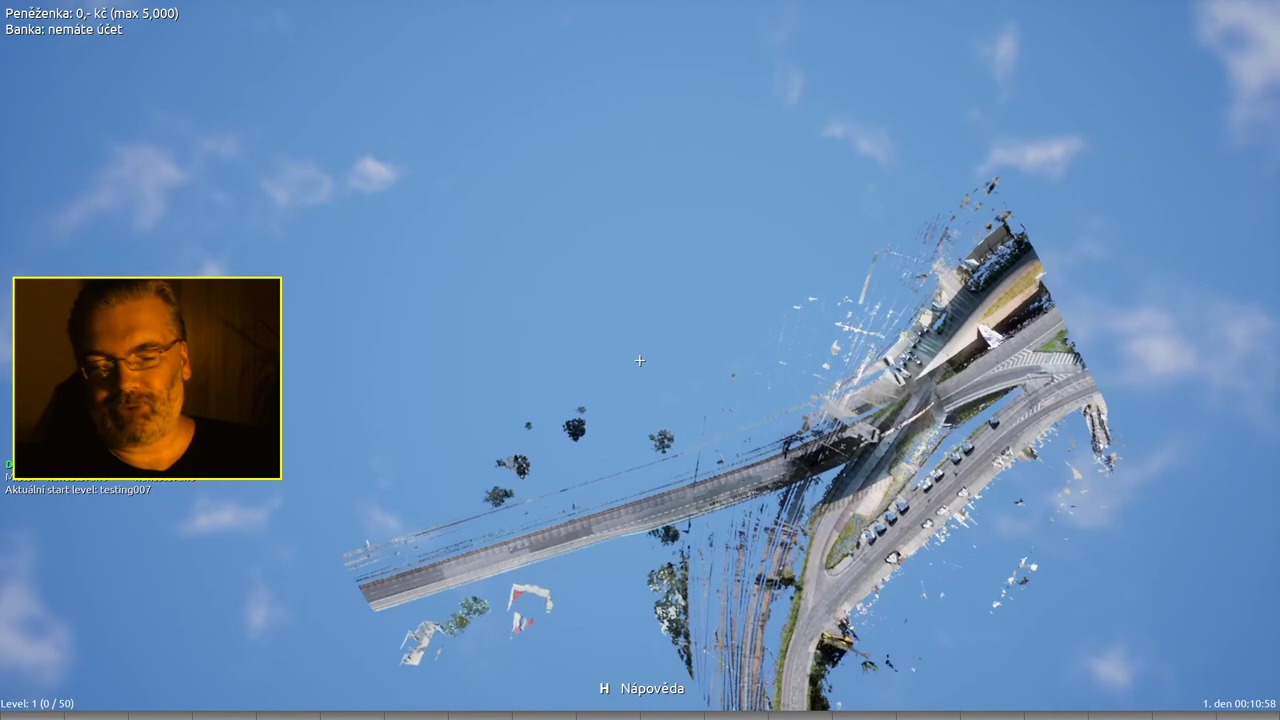 Peněženka: 0,- kč (max 5,000)
Banka: nemáte účet
Aktuální start level: testing007
H Nápověda
Level: 1 (0 / 50)
1. den 00:10:58